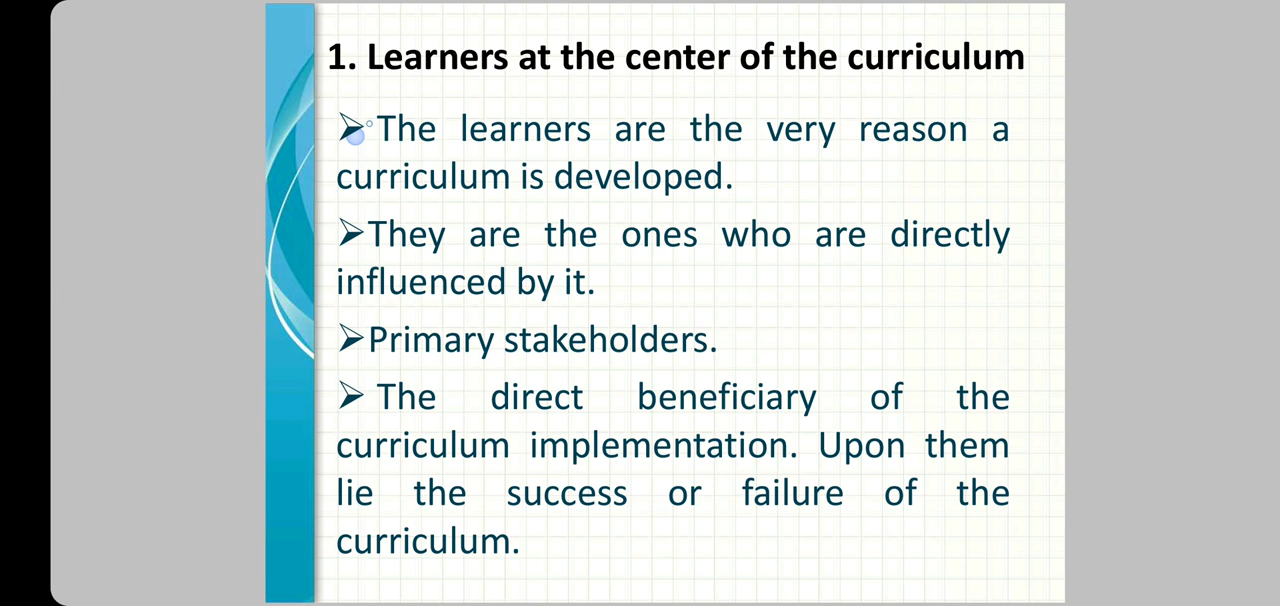 1. Learners at the center of the curriculum
➢ The learners are the very reason a
curriculum is developed.
➢They are the ones who are directly
influenced by it.
➢Primary stakeholders.
➢ The direct beneficiary of the
curriculum implementation. Upon them
lie the success or failure of the
curriculum.